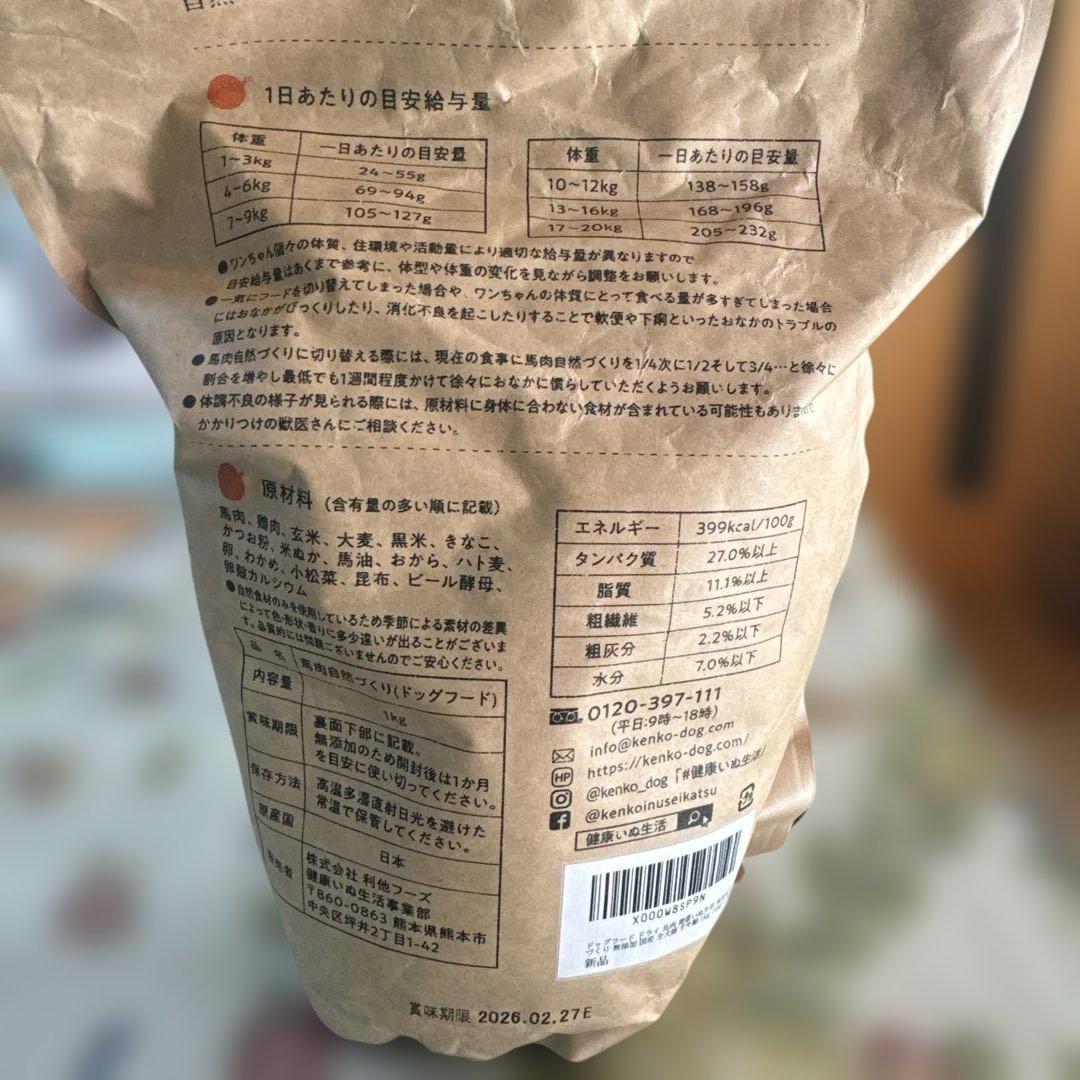 1日あたりの目安給与量
体重 一日あたりの目安量
1～3kg 24～55g
4～6kg 69～94g
7～9kg 105～127g
体重 一日あたりの目安量
10～12kg 138～158g
13～16kg 168～196g
17～20kg 205～232g
●ワンちゃん個々の体質、住環境や活動量により適切な給与量が異なりますので
目安給与量はあくまで参考に、体型や体重の変化を見ながら調整をお願いします。
●一気にフードを切り替えてしまった場合や、ワンちゃんの体質にとって食べる量が多すぎてしまった場合
にはおなかがびっくりしたり、消化不良を起こしたりすることで軟便や下痢といったおなかのトラブルの
原因となります。
●馬肉自然づくりに切り替える際には、現在の食事に馬肉自然づくりを1/4次に1/2そして3/4…と徐々に
割合を増やし最低でも1週間程度かけて徐々におなかに慣らしていただくようお願いします。
●体調不良の様子が見られる際には、原材料に身体に合わない食材が含まれている可能性もあり
かかりつけの獣医さんにご相談ください。
原材料（含有量の多い順に記載）
馬肉、鶏肉、玄米、大麦、黒米、きなこ、
かつお粉、米ぬか、馬油、おから、ハト麦、
卵、わかめ、小松菜、昆布、ビール酵母、
卵殻カルシウム
●自然食材のみを使用しているため季節による素材の差異
によって色・形状・香りに多少違いが出ることがございま
す。品質的には問題ございませんのでご安心ください。
品名 馬肉自然づくり(ドッグフード)
内容量 1kg
賞味期限 裏面下部に記載。
無添加のため開封後は1か月
を目安に使い切ってください。
保存方法 高温多湿直射日光を避けた
常温で保管してください。
原産国 日本
販売者 株式会社 利他フーズ
健康いぬ生活事業部
〒860-0863 熊本県熊本市
中央区坪井2丁目1-42
エネルギー 399kcal/100g
タンパク質 27.0%以上
脂質 11.1%以上
粗繊維 5.2%以下
粗灰分 2.2%以下
水分 7.0%以下
0120-397-111
(平日:9時～18時)
info@kenko-dog.com
HP https://kenko-dog.com/
@kenko_dog「#健康いぬ生活」
@kenkoinuseikatsu
健康いぬ生活
X000W8SP9N
ドッグフード ドライ 馬肉 健康いぬ生活
づくり 無添加 国産 全犬種
新品
賞味期限 2026.02.27E